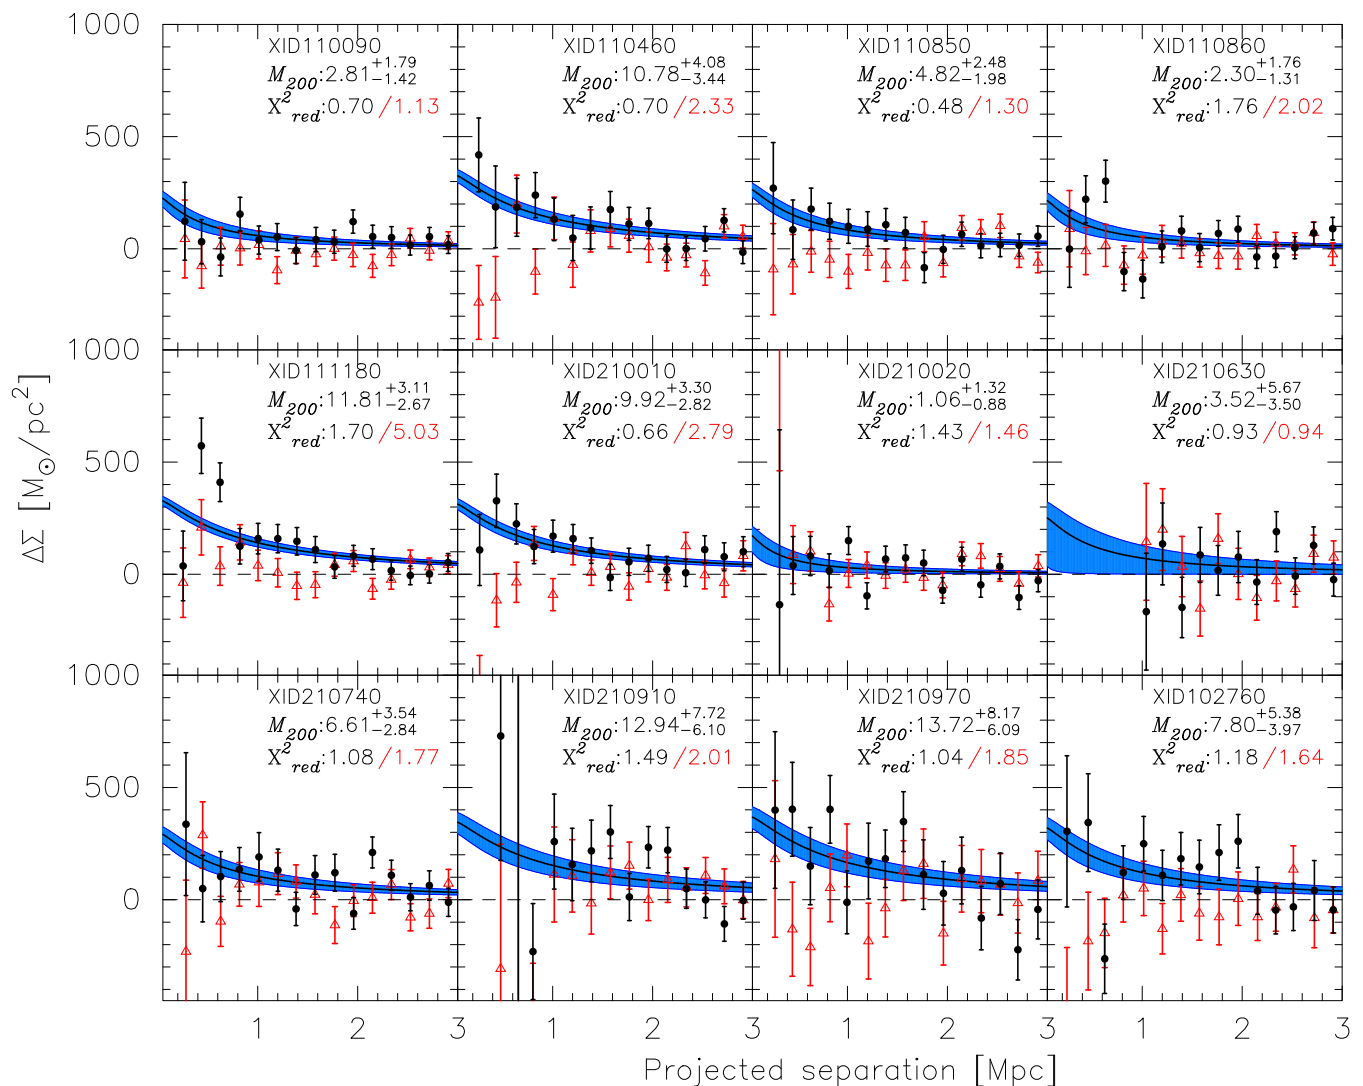 1000
500
0
1000
500
0
1000
500
0
ΔΣ [M⊙/pc²]
XID110090
M200:2.81+1.79−1.42
X²red:0.70/1.13
XID110460
M200:10.78+4.08−3.44
X²red:0.70/2.33
XID110850
M200:4.82+2.48−1.98
X²red:0.48/1.30
XID110860
M200:2.30+1.76−1.31
X²red:1.76/2.02
XID111180
M200:11.81+3.11−2.67
X²red:1.70/5.03
XID210010
M200:9.92+3.30−2.82
X²red:0.66/2.79
XID210020
M200:1.06+1.32−0.88
X²red:1.43/1.46
XID210630
M200:3.52+5.67−3.50
X²red:0.93/0.94
XID210740
M200:6.61+3.54−2.84
X²red:1.08/1.77
XID210910
M200:12.94+7.72−6.10
X²red:1.49/2.01
XID210970
M200:13.72+8.17−6.09
X²red:1.04/1.85
XID102760
M200:7.80+5.38−3.97
X²red:1.18/1.64
1 2 3 1 2 3 1 2 3 1 2 3
Projected separation [Mpc]